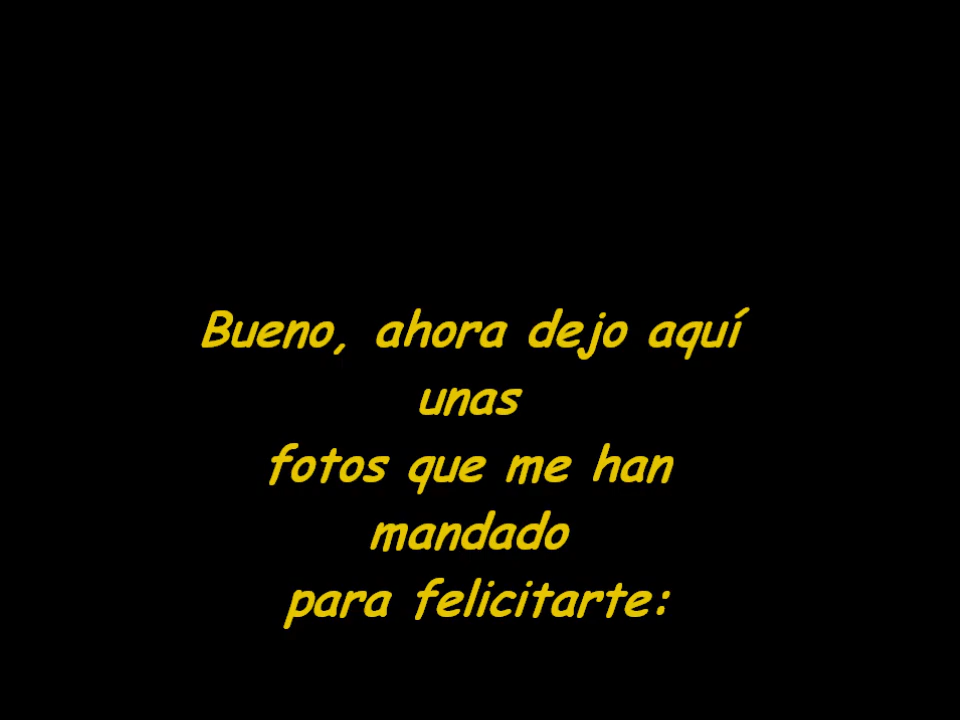 Bueno, ahora dejo aquí
unas
fotos que me han
mandado
para felicitarte: